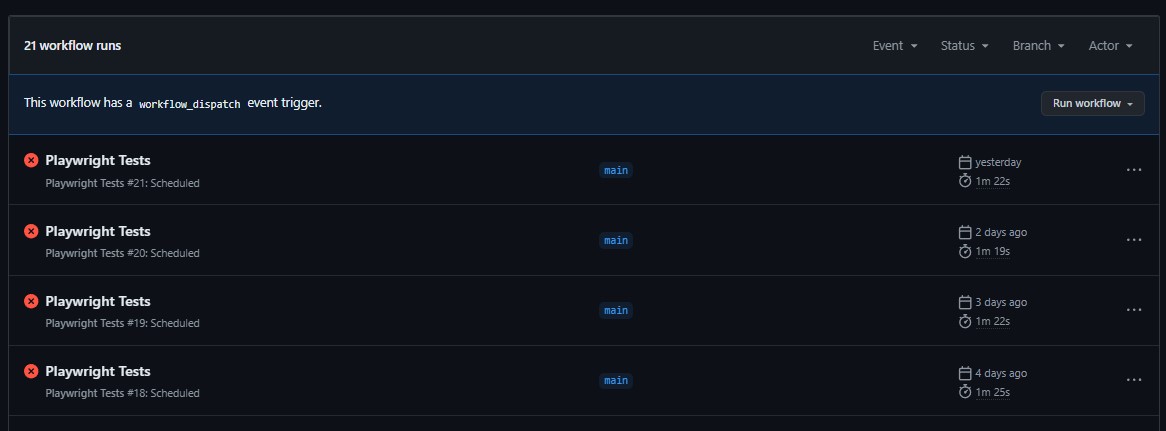 21 workflow runs Event Status Branch Actor
This workflow has a workflow_dispatch event trigger. Run workflow
Playwright Tests
Playwright Tests #21: Scheduled
main
yesterday
1m 22s
Playwright Tests
Playwright Tests #20: Scheduled
main
2 days ago
1m 19s
Playwright Tests
Playwright Tests #19: Scheduled
main
3 days ago
1m 22s
Playwright Tests
Playwright Tests #18: Scheduled
main
4 days ago
1m 25s